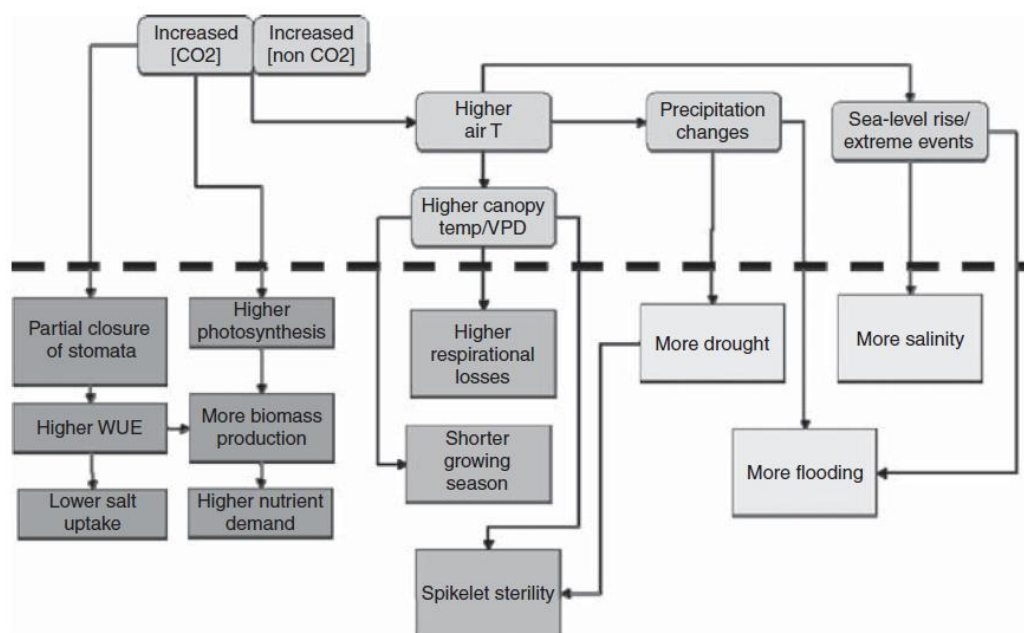 Increased
[CO2]
Increased
[non CO2]
Higher
air T
Precipitation
changes
Sea-level rise/
extreme events
Higher canopy
temp/VPD
Partial closure
of stomata
Higher
photosynthesis
Higher
respirational
losses
More drought
More salinity
Higher WUE
More biomass
production
Shorter
growing
season
More flooding
Lower salt
uptake
Higher nutrient
demand
Spikelet sterility